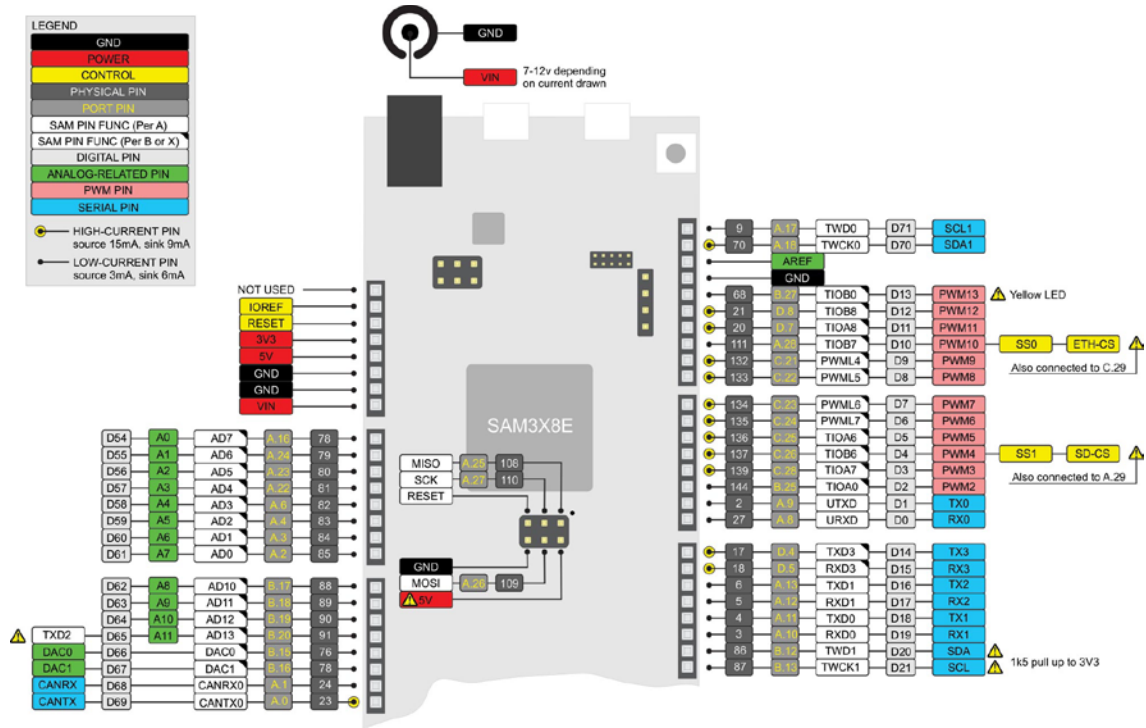 LEGEND
GND
POWER
CONTROL
PHYSICAL PIN
PORT PIN
SAM PIN FUNC (Per A)
SAM PIN FUNC (Per B or X)
DIGITAL PIN
ANALOG-RELATED PIN
PWM PIN
SERIAL PIN
HIGH-CURRENT PIN
source 15mA, sink 9mA
LOW-CURRENT PIN
source 3mA, sink 6mA
GND
VIN 7-12v depending
on current drawn
NOT USED
IOREF
RESET
3V3
5V
GND
GND
VIN
D54 A0 AD7 A.16 78
D55 A1 AD6 A.24 79
D56 A2 AD5 A.23 80
D57 A3 AD4 A.22 81
D58 A4 AD3 A.6 82
D59 A5 AD2 A.4 83
D60 A6 AD1 A.3 84
D61 A7 AD0 A.2 85
D62 A8 AD10 B.17 88
D63 A9 AD11 B.18 89
D64 A10 AD12 B.19 90
TXD2 D65 A11 AD13 B.20 91
DAC0 D66 DAC0 B.15 76
DAC1 D67 DAC1 B.16 78
CANRX D68 CANRX0 A.1 24
CANTX D69 CANTX0 A.0 23
SAM3X8E
MISO A.25 108
SCK A.27 110
RESET
GND
MOSI A.26 109
5V
9 A.17 TWD0 D71 SCL1
70 A.18 TWCK0 D70 SDA1
AREF
GND
68 B.27 TIOB0 D13 PWM13 Yellow LED
21 D.8 TIOB8 D12 PWM12
20 D.7 TIOA8 D11 PWM11
111 A.28 TIOB7 D10 PWM10 SS0 ETH-CS
132 C.21 PWML4 D9 PWM9
Also connected to C.29
133 C.22 PWML5 D8 PWM8
134 C.23 PWML6 D7 PWM7
135 C.24 PWML7 D6 PWM6
136 C.25 TIOA6 D5 PWM5
137 C.26 TIOB6 D4 PWM4 SS1 SD-CS
139 C.28 TIOA7 D3 PWM3
Also connected to A.29
144 B.25 TIOA0 D2 PWM2
2 A.9 UTXD D1 TX0
27 A.8 URXD D0 RX0
17 D.4 TXD3 D14 TX3
18 D.5 RXD3 D15 RX3
6 A.13 TXD1 D16 TX2
5 A.12 RXD1 D17 RX2
4 A.11 TXD0 D18 TX1
3 A.10 RXD0 D19 RX1
86 B.12 TWD1 D20 SDA
1k5 pull up to 3V3
87 B.13 TWCK1 D21 SCL